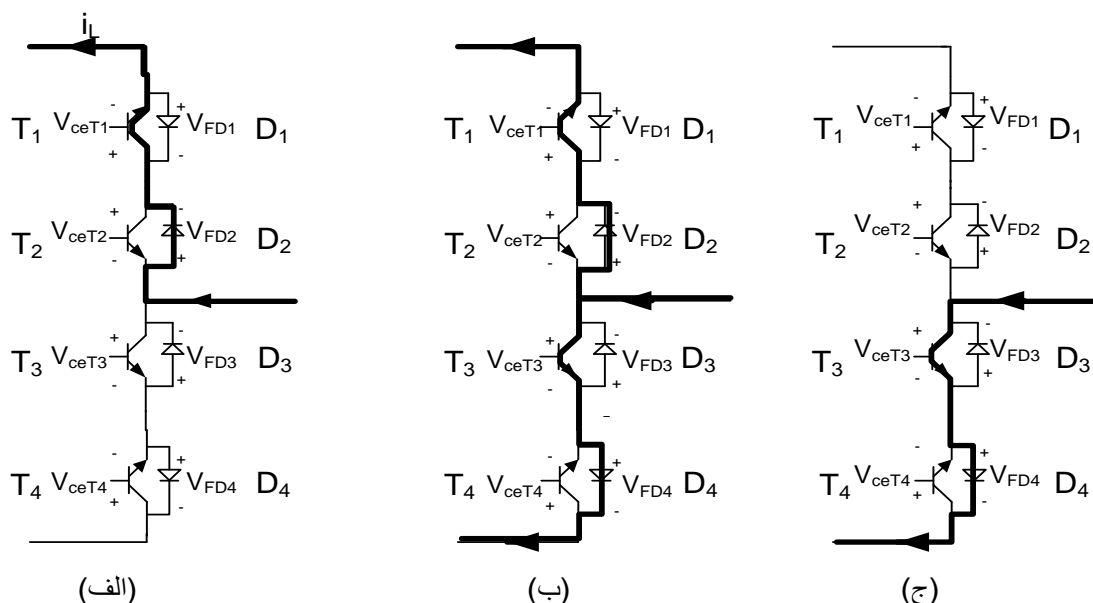 iL
T1 VceT1 - + + - VFD1 D1
T2 VceT2 + - - + VFD2 D2
T3 VceT3 + - - + VFD3 D3
T4 VceT4 - + + - VFD4 D4
(الف)
T1 VceT1 - + + - VFD1 D1
T2 VceT2 + - - + VFD2 D2
T3 VceT3 + - - + VFD3 D3
T4 VceT4 - + + - VFD4 D4
(ب)
T1 VceT1 - + + - VFD1 D1
T2 VceT2 + - - + VFD2 D2
T3 VceT3 + - - + VFD3 D3
T4 VceT4 - + + - VFD4 D4
(ج)